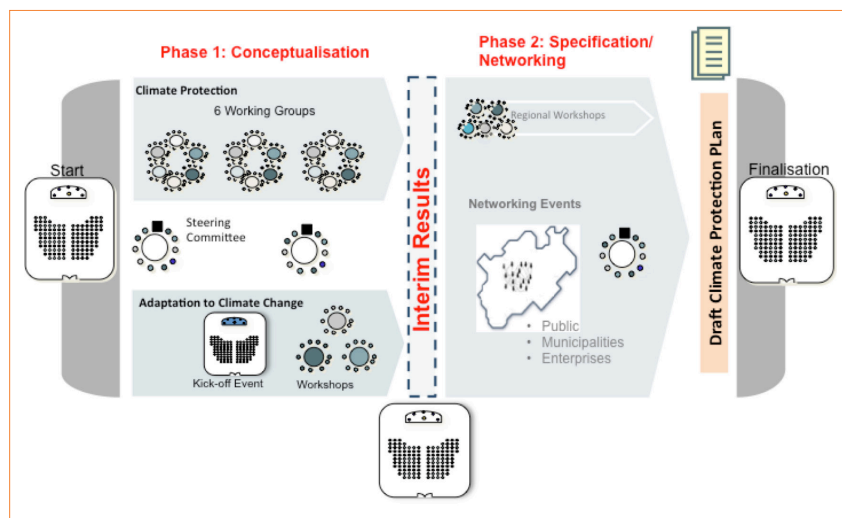 Phase 1: Conceptualisation
Phase 2: Specification/
Networking
Climate Protection
6 Working Groups
Start
Steering
Committee
Adaptation to Climate Change
Kick-off Event
Workshops
Interim Results
Regional Workshops
Networking Events
• Public
• Municipalities
• Enterprises
Draft Climate Protection PLan
Finalisation